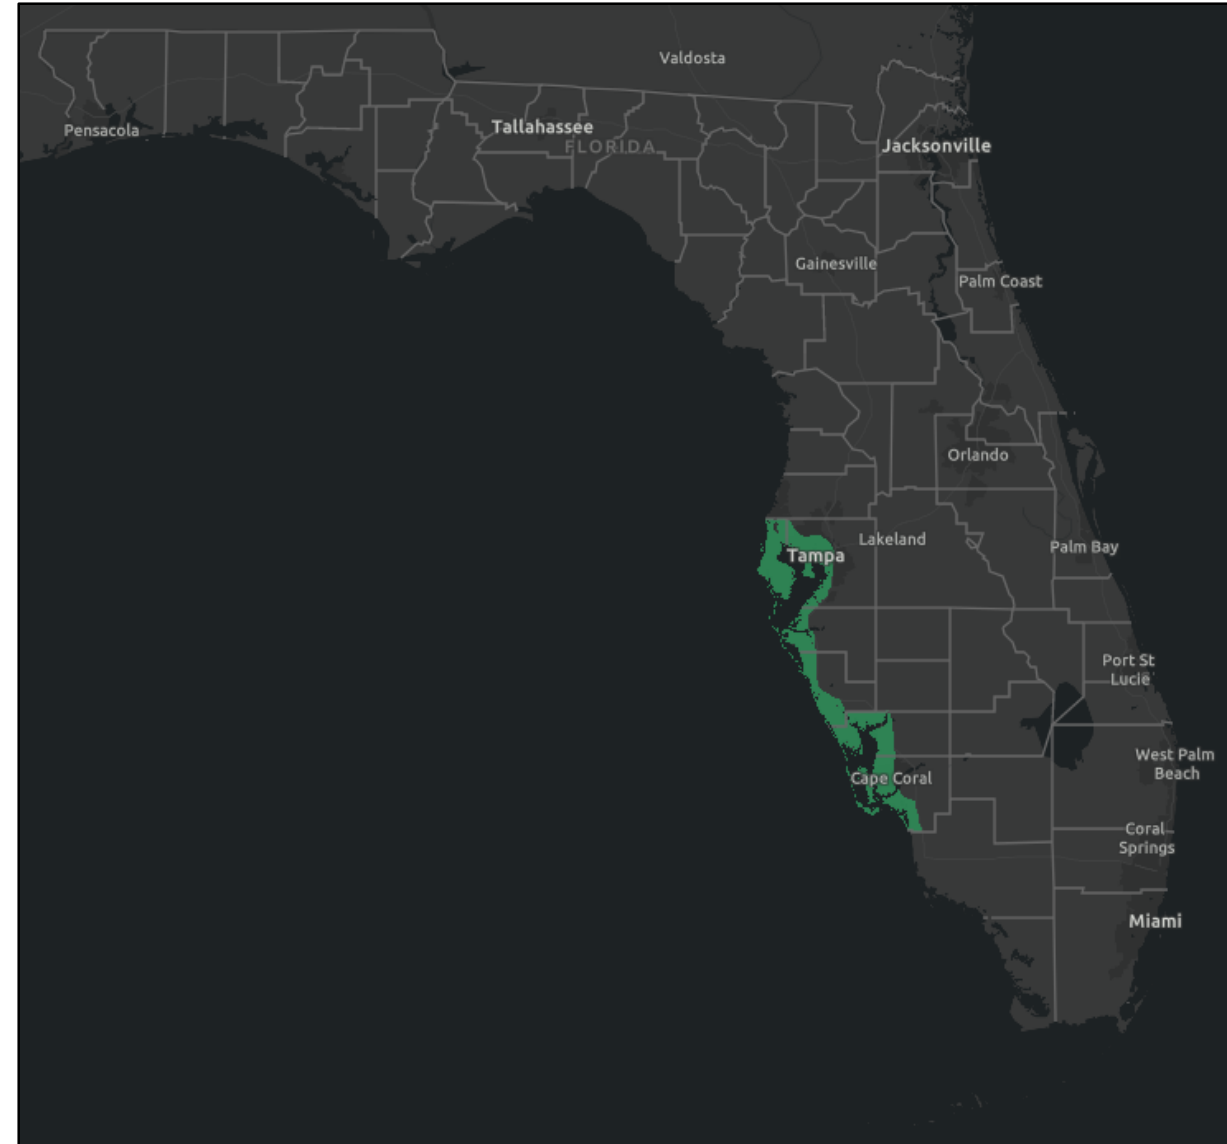 Valdosta
Pensacola
Tallahassee
FLORIDA
Jacksonville
Gainesville
Palm Coast
Orlando
Lakeland
Palm Bay
Tampa
Port St
Lucie
West Palm
Beach
Cape Coral
Coral
Springs
Miami